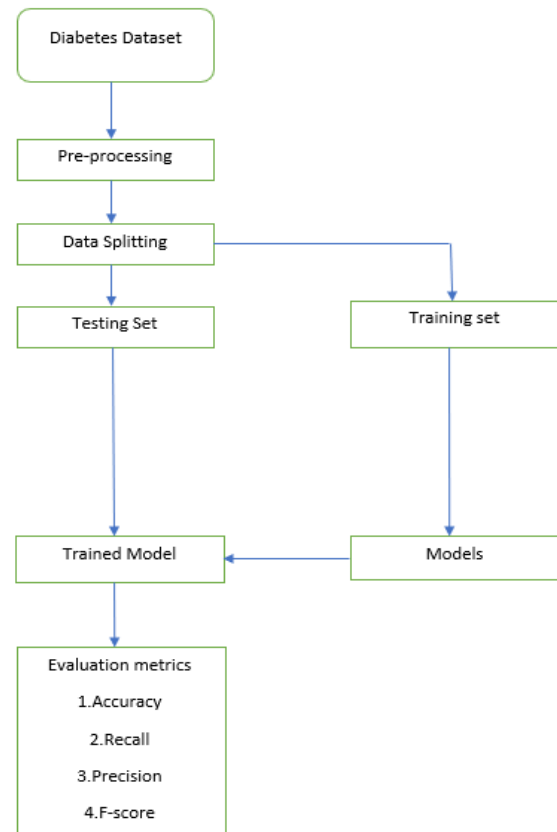 Diabetes Dataset
Pre-processing
Data Splitting
Testing Set
Training set
Trained Model
Models
Evaluation metrics
1.Accuracy
2.Recall
3.Precision
4.F-score